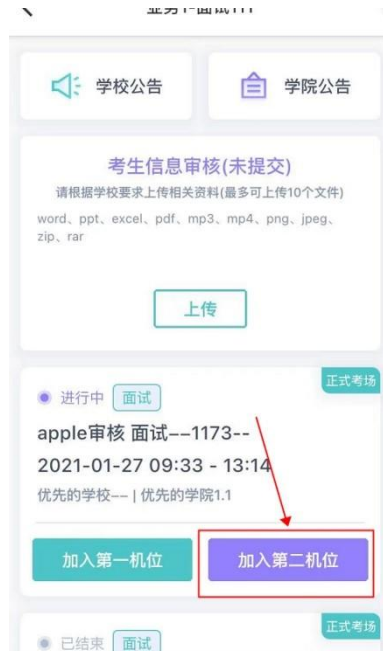 学校公告
学院公告
考生信息审核(未提交)
请根据学校要求上传相关资料(最多可上传10个文件)
word、ppt、excel、pdf、mp3、mp4、png、jpeg、
zip、rar
上传
正式考场
进行中 面试
apple审核 面试––1173--
2021-01-27 09:33 - 13:14
优先的学校–– | 优先的学院1.1
加入第一机位
加入第二机位
正式考场
已结束 面试